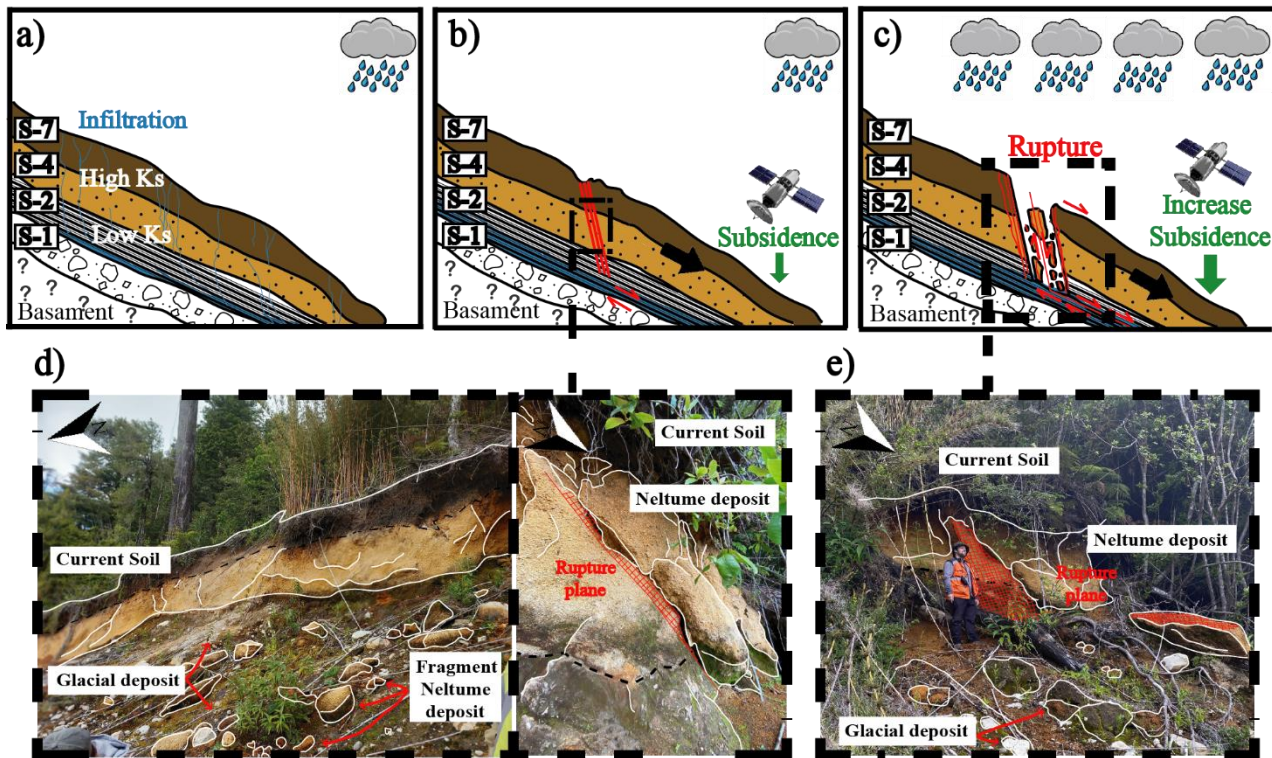 a)
Infiltration
S-7
S-4
High Ks
S-2
Low Ks
S-1
? ? ? ? ? ?
Basament
b)
S-7
S-4
S-2
S-1
Subsidence
? ? ? ? ? ?
Basament
c)
Rupture
S-7
S-4
S-2
S-1
Increase
Subsidence
? ? ? ? ?
Basament
d)
N
Current Soil
Glacial deposit
Fragment
Neltume
deposit
N
Current Soil
Neltume deposit
Rupture
plane
e)
N
Current Soil
Neltume deposit
Rupture
plane
Glacial deposit